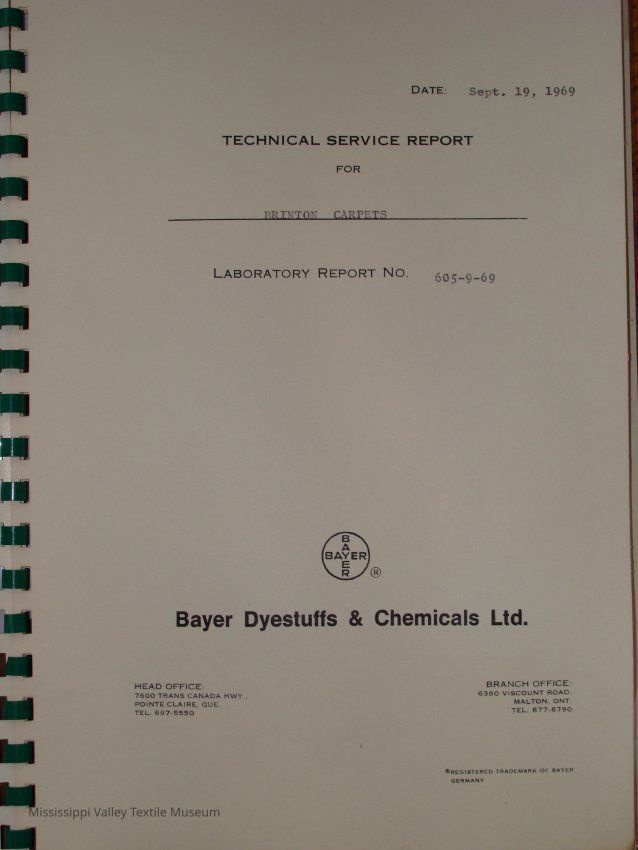 DATE: Sept. 19, 1969
TECHNICAL SERVICE REPORT
FOR
BRINTON CARPETS
LABORATORY REPORT NO. 605-9-69
BAYER
BAYER
®
Bayer Dyestuffs & Chemicals Ltd.
HEAD OFFICE:
7600 TRANS CANADA HWY.,
POINTE CLAIRE, QUE.
TEL. 697-5550
BRANCH OFFICE:
6380 VISCOUNT ROAD,
MALTON, ONT.
TEL: 677-6790
®REGISTERED TRADEMARK OF BAYER
GERMANY
Mississippi Valley Textile Museum